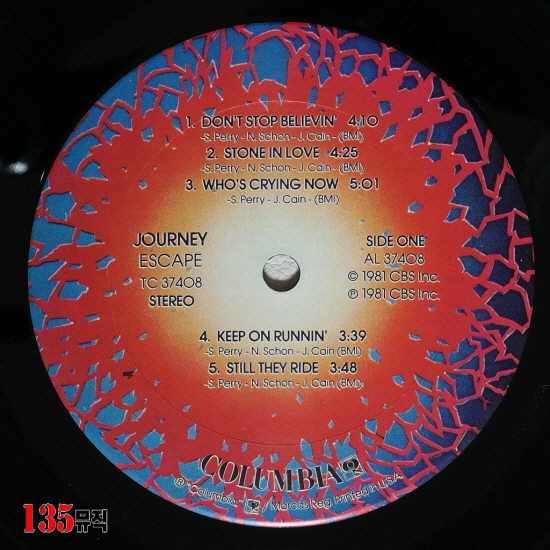 1. DON'T STOP BELIEVIN' 4:10
-S. Perry - N. Schon - J. Cain - (BMI)
2. STONE IN LOVE 4:25
-S. Perry - N. Schon - J. Cain - (BMI)
3. WHO'S CRYING NOW 5:01
-S. Perry - J. Cain - (BMI)
JOURNEY
ESCAPE
TC 37408
STEREO
SIDE ONE
AL 37408
© 1981 CBS Inc.
℗ 1981 CBS Inc.
4. KEEP ON RUNNIN' 3:39
-S. Perry - N. Schon - J. Cain (BMI)
5. STILL THEY RIDE 3:48
-S. Perry - N. Schon - J. Cain - (BMI)
COLUMBIA
® "Columbia," / Marcas Reg. Printed in U.S.A.
135뮤직